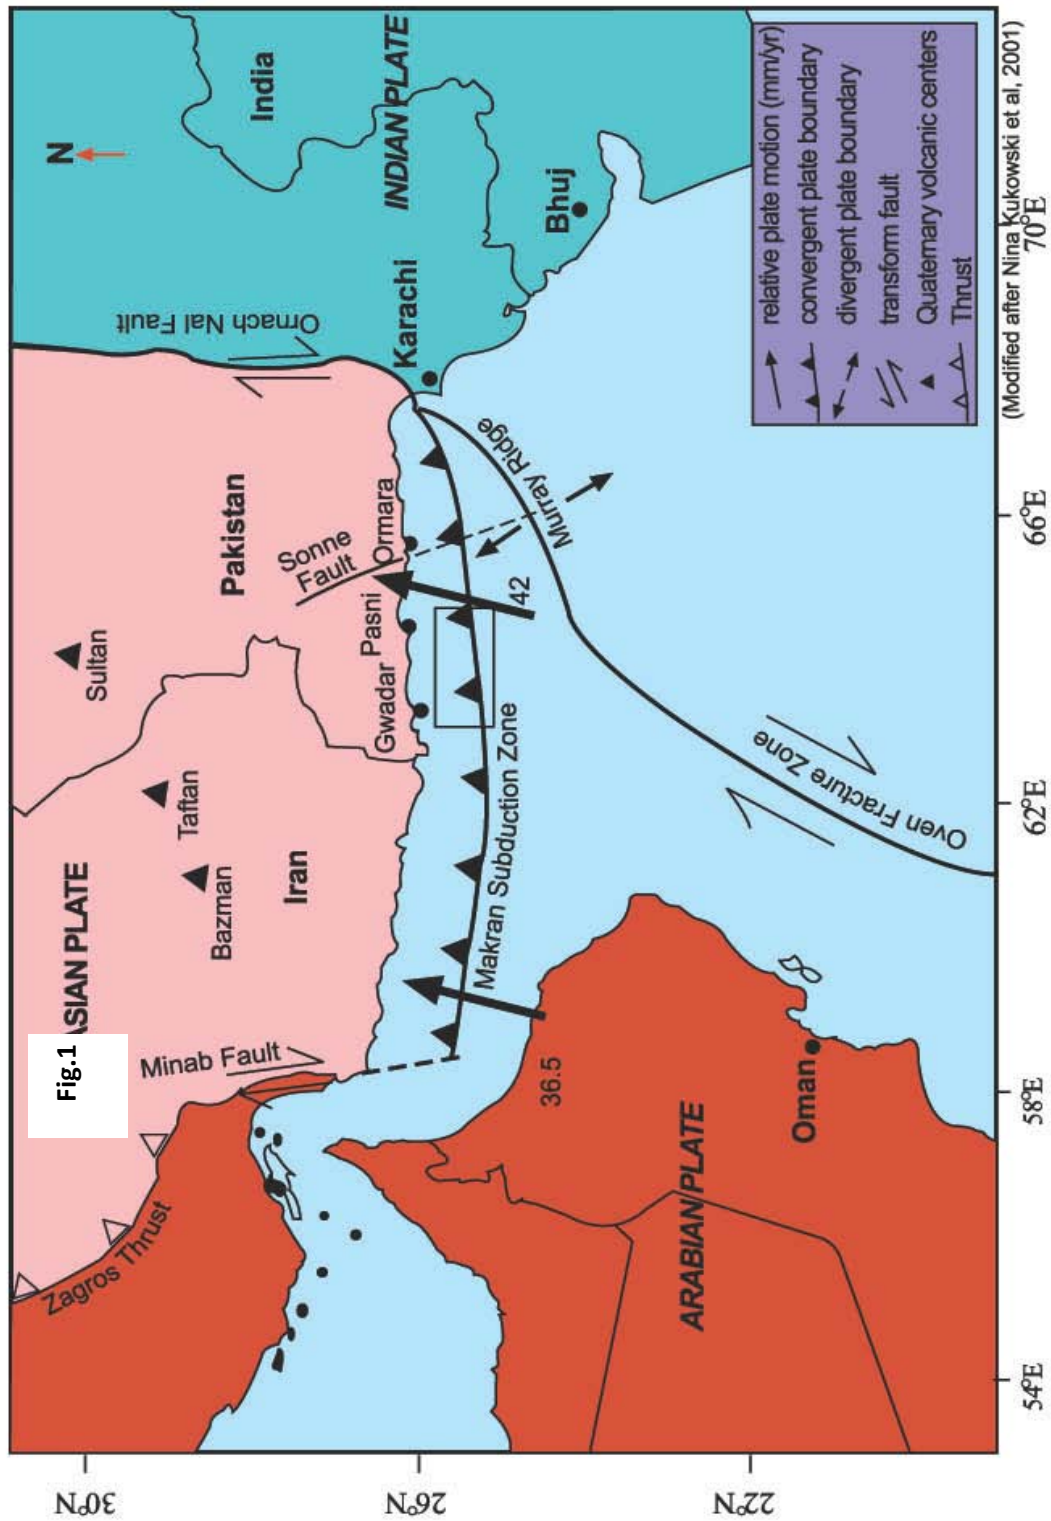 Fig.1
ASIAN PLATE
N
India
INDIAN PLATE
Ornach Nal Fault
Zagros Thrust
Minab Fault
Iran
Bazman
Taftan
Sultan
Pakistan
Sonne
Fault
Gwadar
Pasni
Ormara
Karachi
Bhuj
Makran Subduction Zone
42
36.5
Murray Ridge
Oven Fracture Zone
ARABIAN PLATE
Oman
relative plate motion (mm/yr)
convergent plate boundary
divergent plate boundary
transform fault
Quaternary volcanic centers
Thrust
30°N
26°N
22°N
54°E
58°E
62°E
66°E
70°E
(Modified after Nina Kukowski et al, 2001)